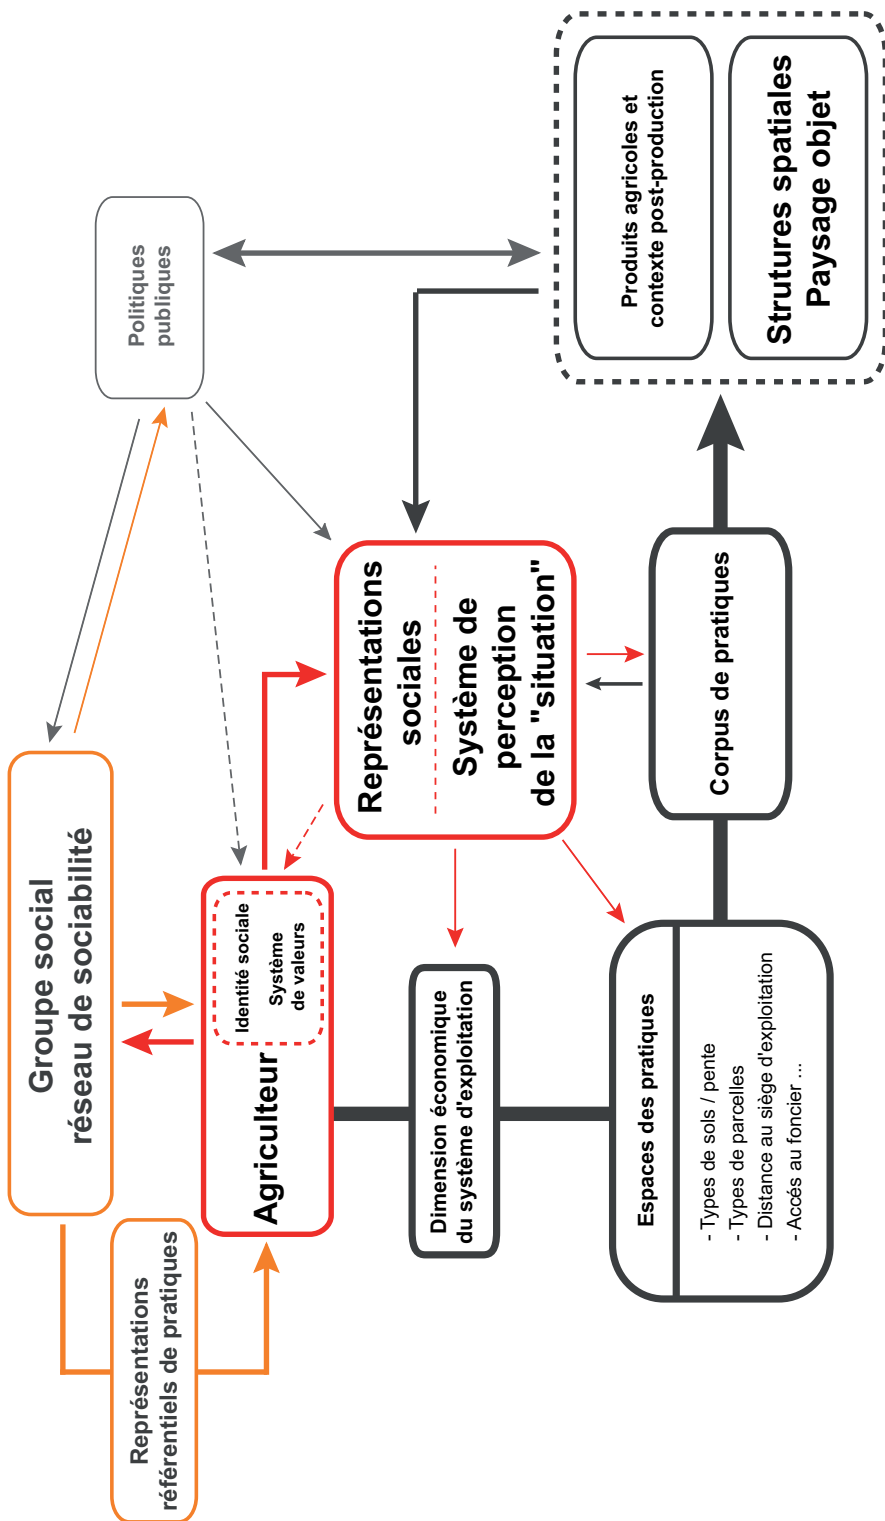 Groupe social
réseau de sociabilité
Politiques
publiques
Représentations
référentiels de pratiques
Agriculteur
Identité sociale
Système
de valeurs
Représentations
sociales
Système de
perception
de la "situation"
Produits agricoles et
contexte post-production
Strutures spatiales
Paysage objet
Dimension économique
du système d'exploitation
Corpus de pratiques
Espaces des pratiques
- Types de sols / pente
- Types de parcelles
- Distance au siège d'exploitation
- Accés au foncier ...